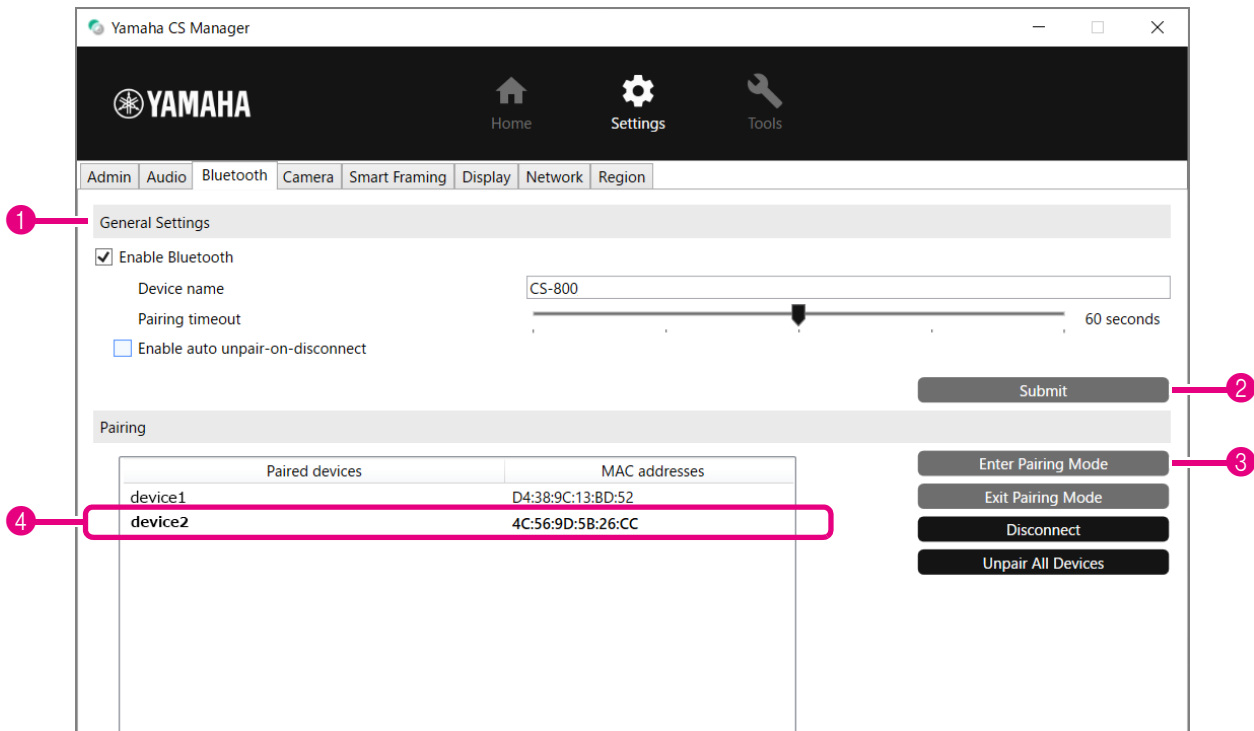 Yamaha CS Manager
YAMAHA
Home
Settings
Tools
Admin
Audio
Bluetooth
Camera
Smart Framing
Display
Network
Region
1
General Settings
Enable Bluetooth
Device name
CS-800
Pairing timeout
60 seconds
Enable auto unpair-on-disconnect
Submit
2
Pairing
Paired devices
MAC addresses
Enter Pairing Mode
3
device1
D4:38:9C:13:BD:52
Exit Pairing Mode
4
device2
4C:56:9D:5B:26:CC
Disconnect
Unpair All Devices